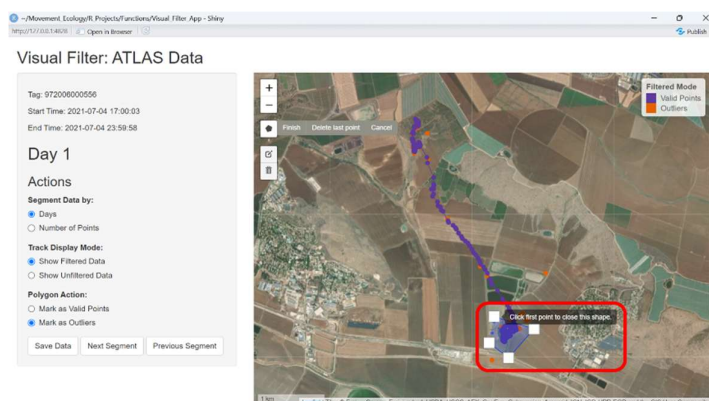 ~/Movement_Ecology/R_Projects/Functions/Visual_Filter_App - Shiny
Open in Browser
Publish
Visual Filter: ATLAS Data
Tag: 972006000556
Start Time: 2021-07-04 17:00:03
End Time: 2021-07-04 23:59:58
Day 1
Actions
Segment Data by:
Days
Number of Points
Track Display Mode:
Show Filtered Data
Show Unfiltered Data
Polygon Action:
Mark as Valid Points
Mark as Outliers
Save Data Next Segment Previous Segment
+
−
Finish Delete last point Cancel
Filtered Mode
Valid Points
Outliers
Click first point to close this shape.
1 km